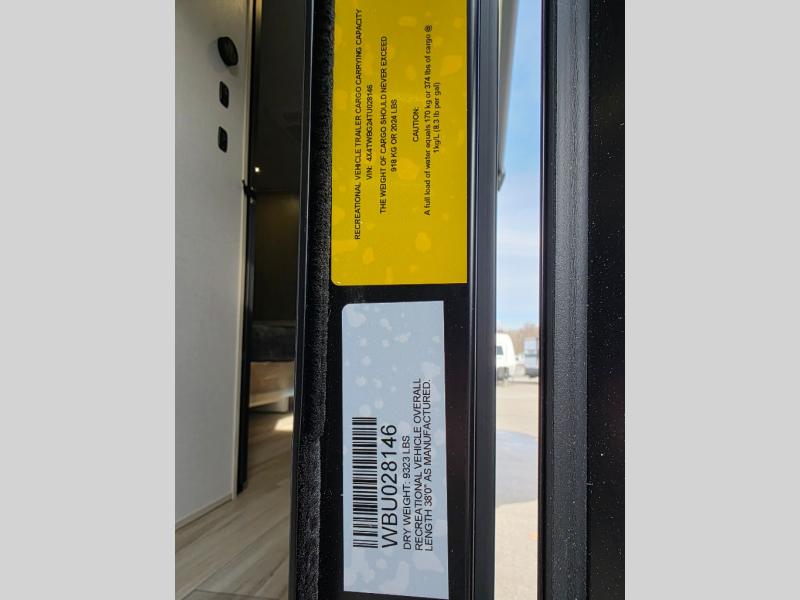 RECREATIONAL VEHICLE TRAILER CARGO CARRYING CAPACITY
VIN: 4X4TWBG24TU028146
THE WEIGHT OF CARGO SHOULD NEVER EXCEED
918 KG OR 2024 LBS
CAUTION:
A full load of water equals 170 kg or 374 lbs of cargo @
1kg/L (8.3 lb per gal)
WBU028146
DRY WEIGHT: 9323 LBS
RECREATIONAL VEHICLE OVERALL
LENGTH 38'0" AS MANUFACTURED.